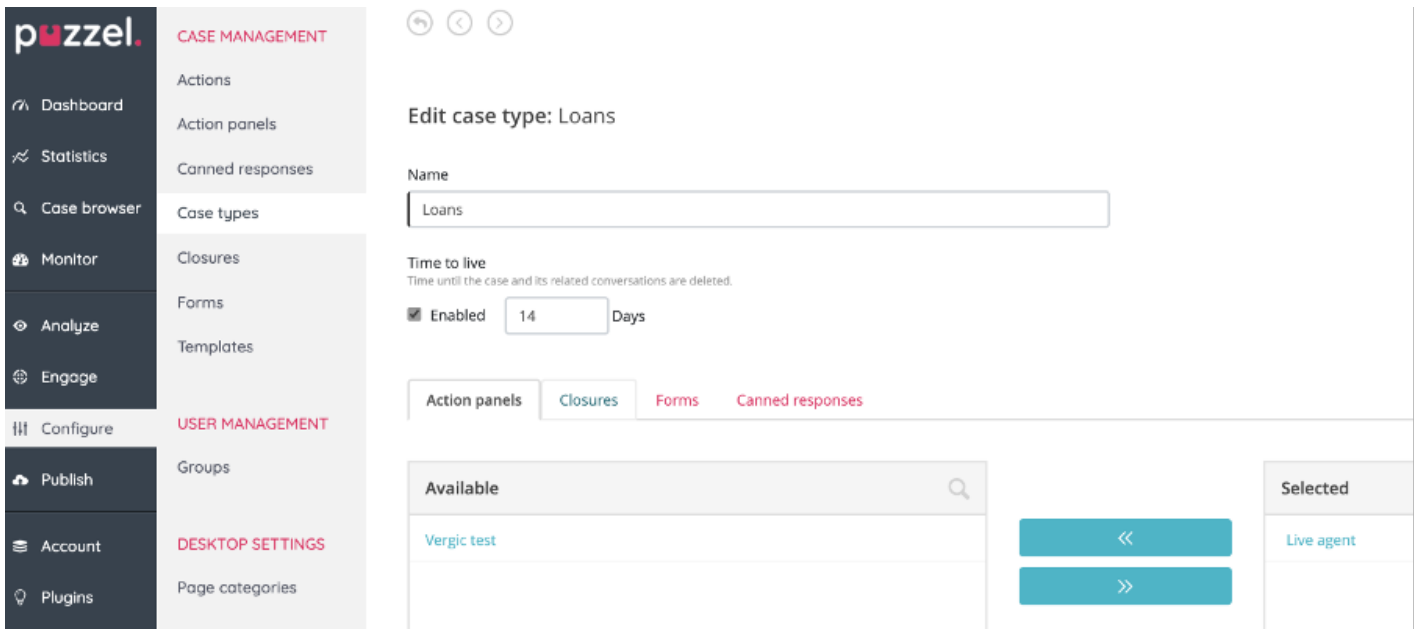 puzzel.
Dashboard
Statistics
Case browser
Monitor
Analyze
Engage
Configure
Publish
Account
Plugins
CASE MANAGEMENT
Actions
Action panels
Canned responses
Case types
Closures
Forms
Templates
USER MANAGEMENT
Groups
DESKTOP SETTINGS
Page categories
Edit case type: Loans
Name
Loans
Time to live
Time until the case and its related conversations are deleted.
Enabled 14 Days
Action panels Closures Forms Canned responses
Available
Vergic test
Selected
Live agent